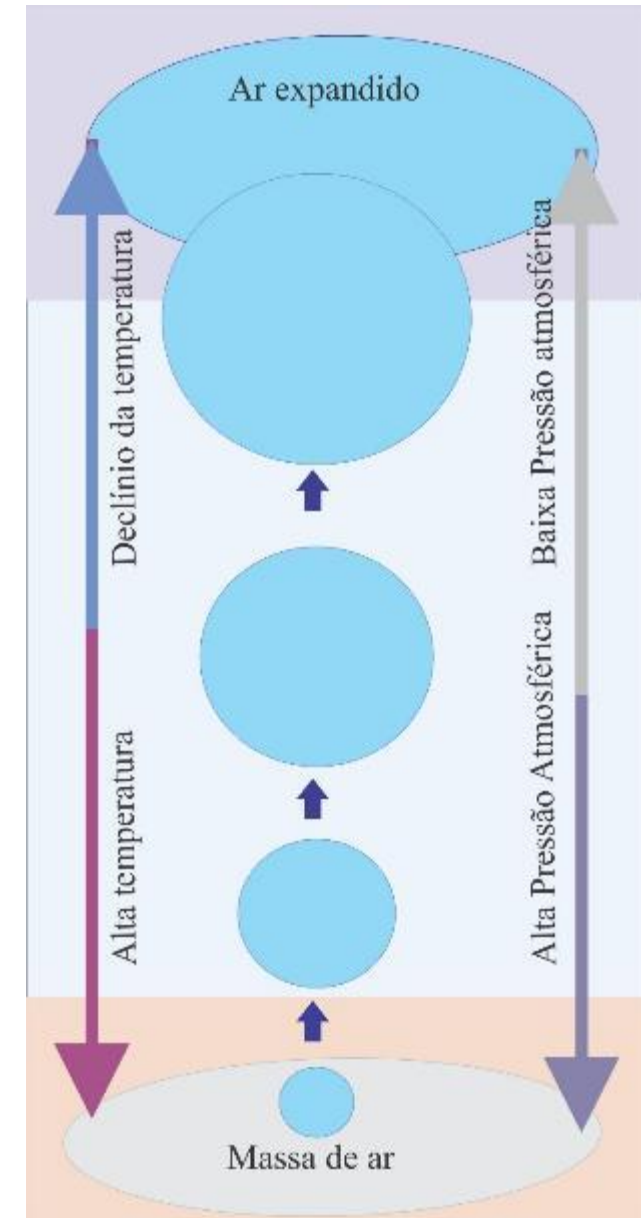 Ar expandido
Declínio da temperatura
Baixa Pressão atmosférica
Alta temperatura
Alta Pressão Atmosférica
Massa de ar